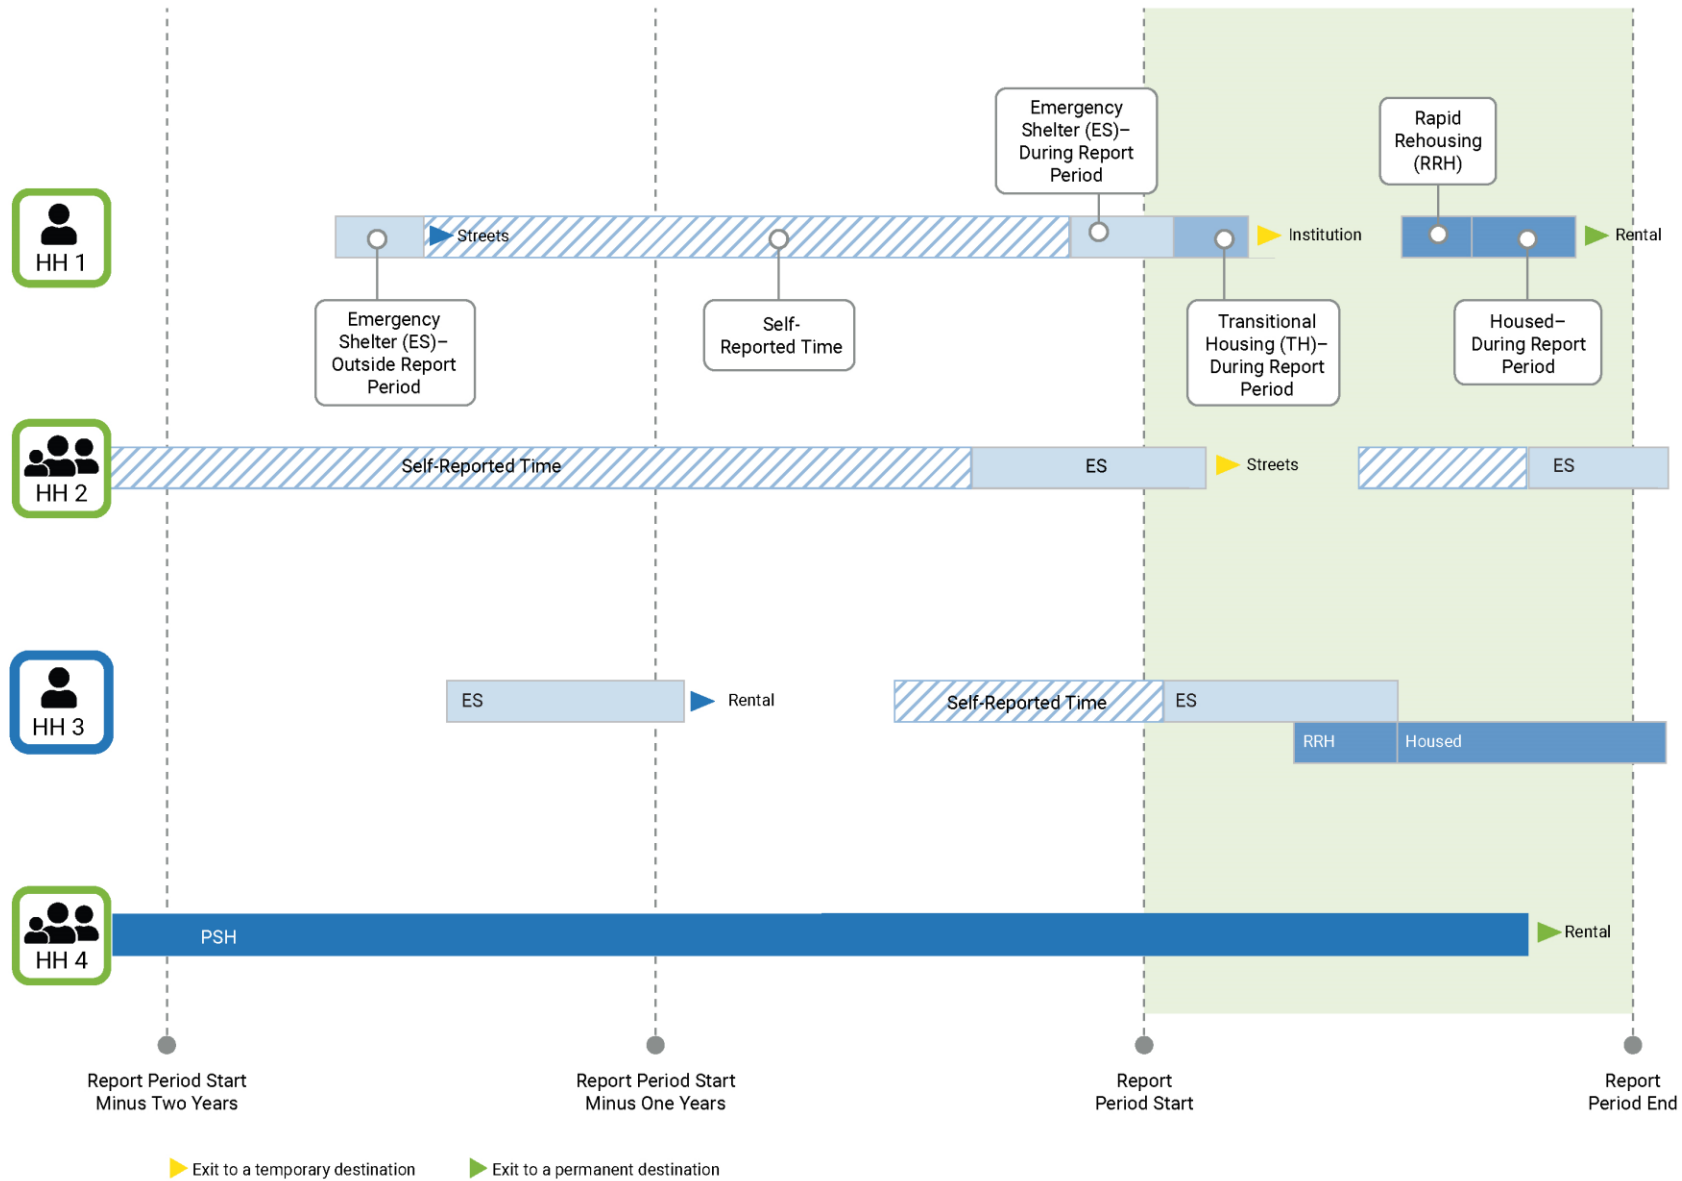 Emergency
Shelter (ES)–
During Report
Period
Rapid
Rehousing
(RRH)
HH 1
Streets
Institution
Rental
Emergency
Shelter (ES)–
Outside Report
Period
Self-
Reported Time
Transitional
Housing (TH)–
During Report
Period
Housed–
During Report
Period
HH 2
Self-Reported Time
ES
Streets
ES
HH 3
ES
Rental
Self-Reported Time
ES
RRH
Housed
HH 4
PSH
Rental
Report Period Start
Minus Two Years
Report Period Start
Minus One Years
Report
Period Start
Report
Period End
Exit to a temporary destination
Exit to a permanent destination